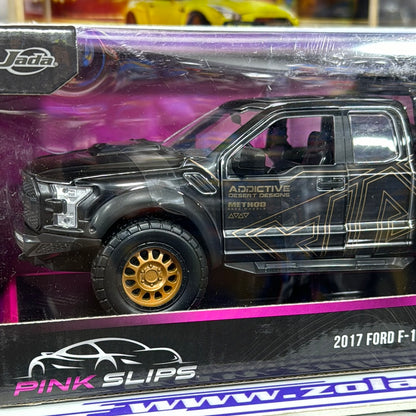 Jada
ADDICTIVE
DESERT DESIGNS
METHOD
2017 FORD F-1
PINK SLIPS
www.zola